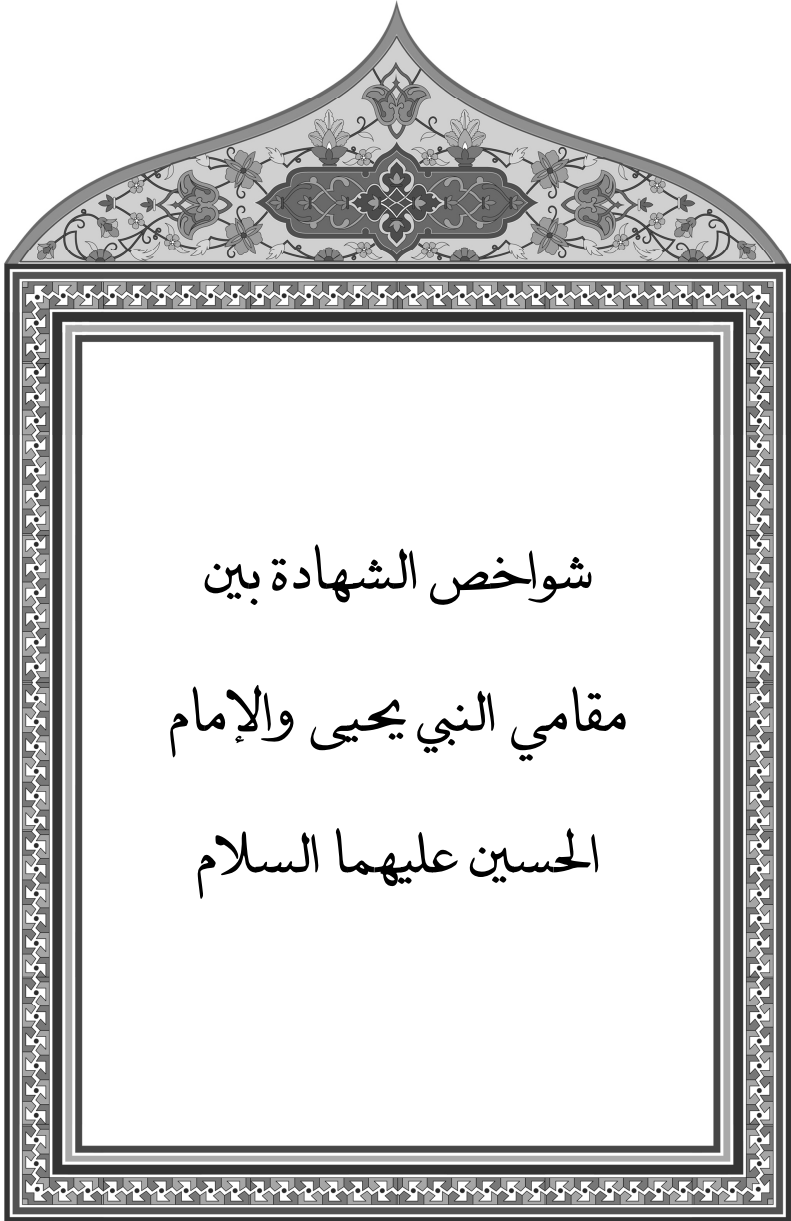 شواخص الشهادة بين
مقامي النبي يحيى والإمام
الحسين عليهما السلام